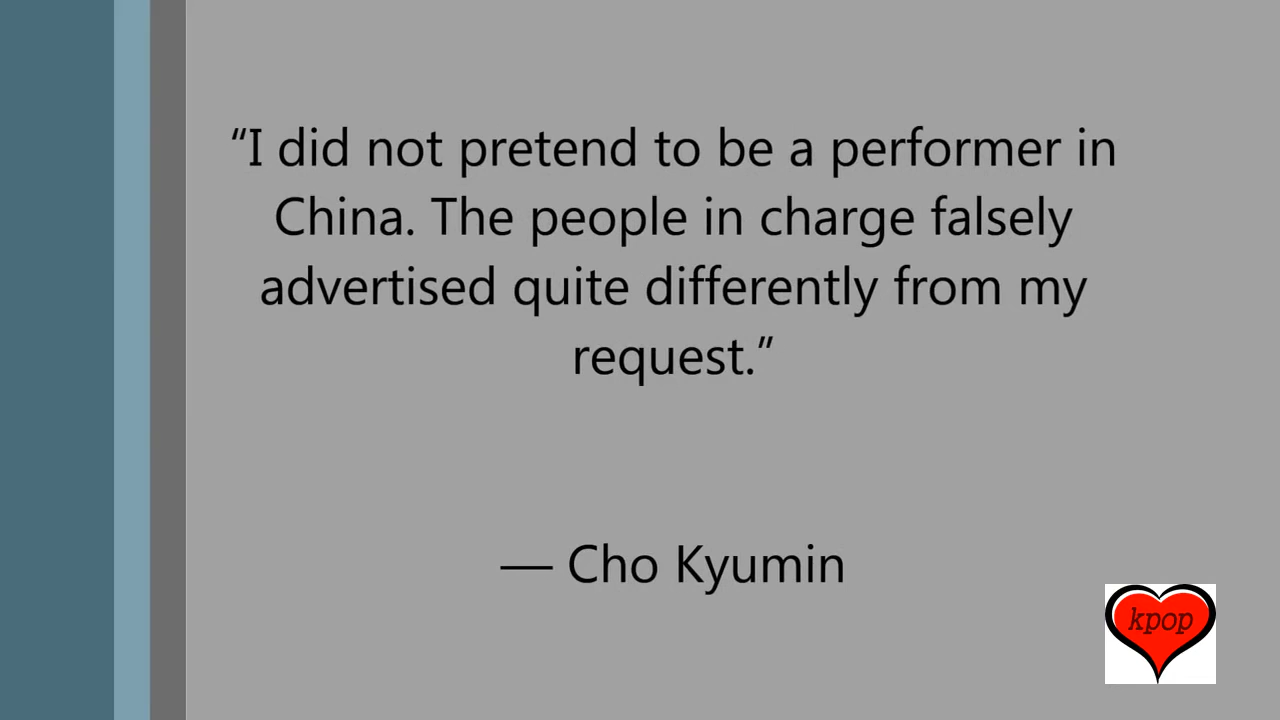 “I did not pretend to be a performer in
China. The people in charge falsely
advertised quite differently from my
request.”
— Cho Kyumin
kpop